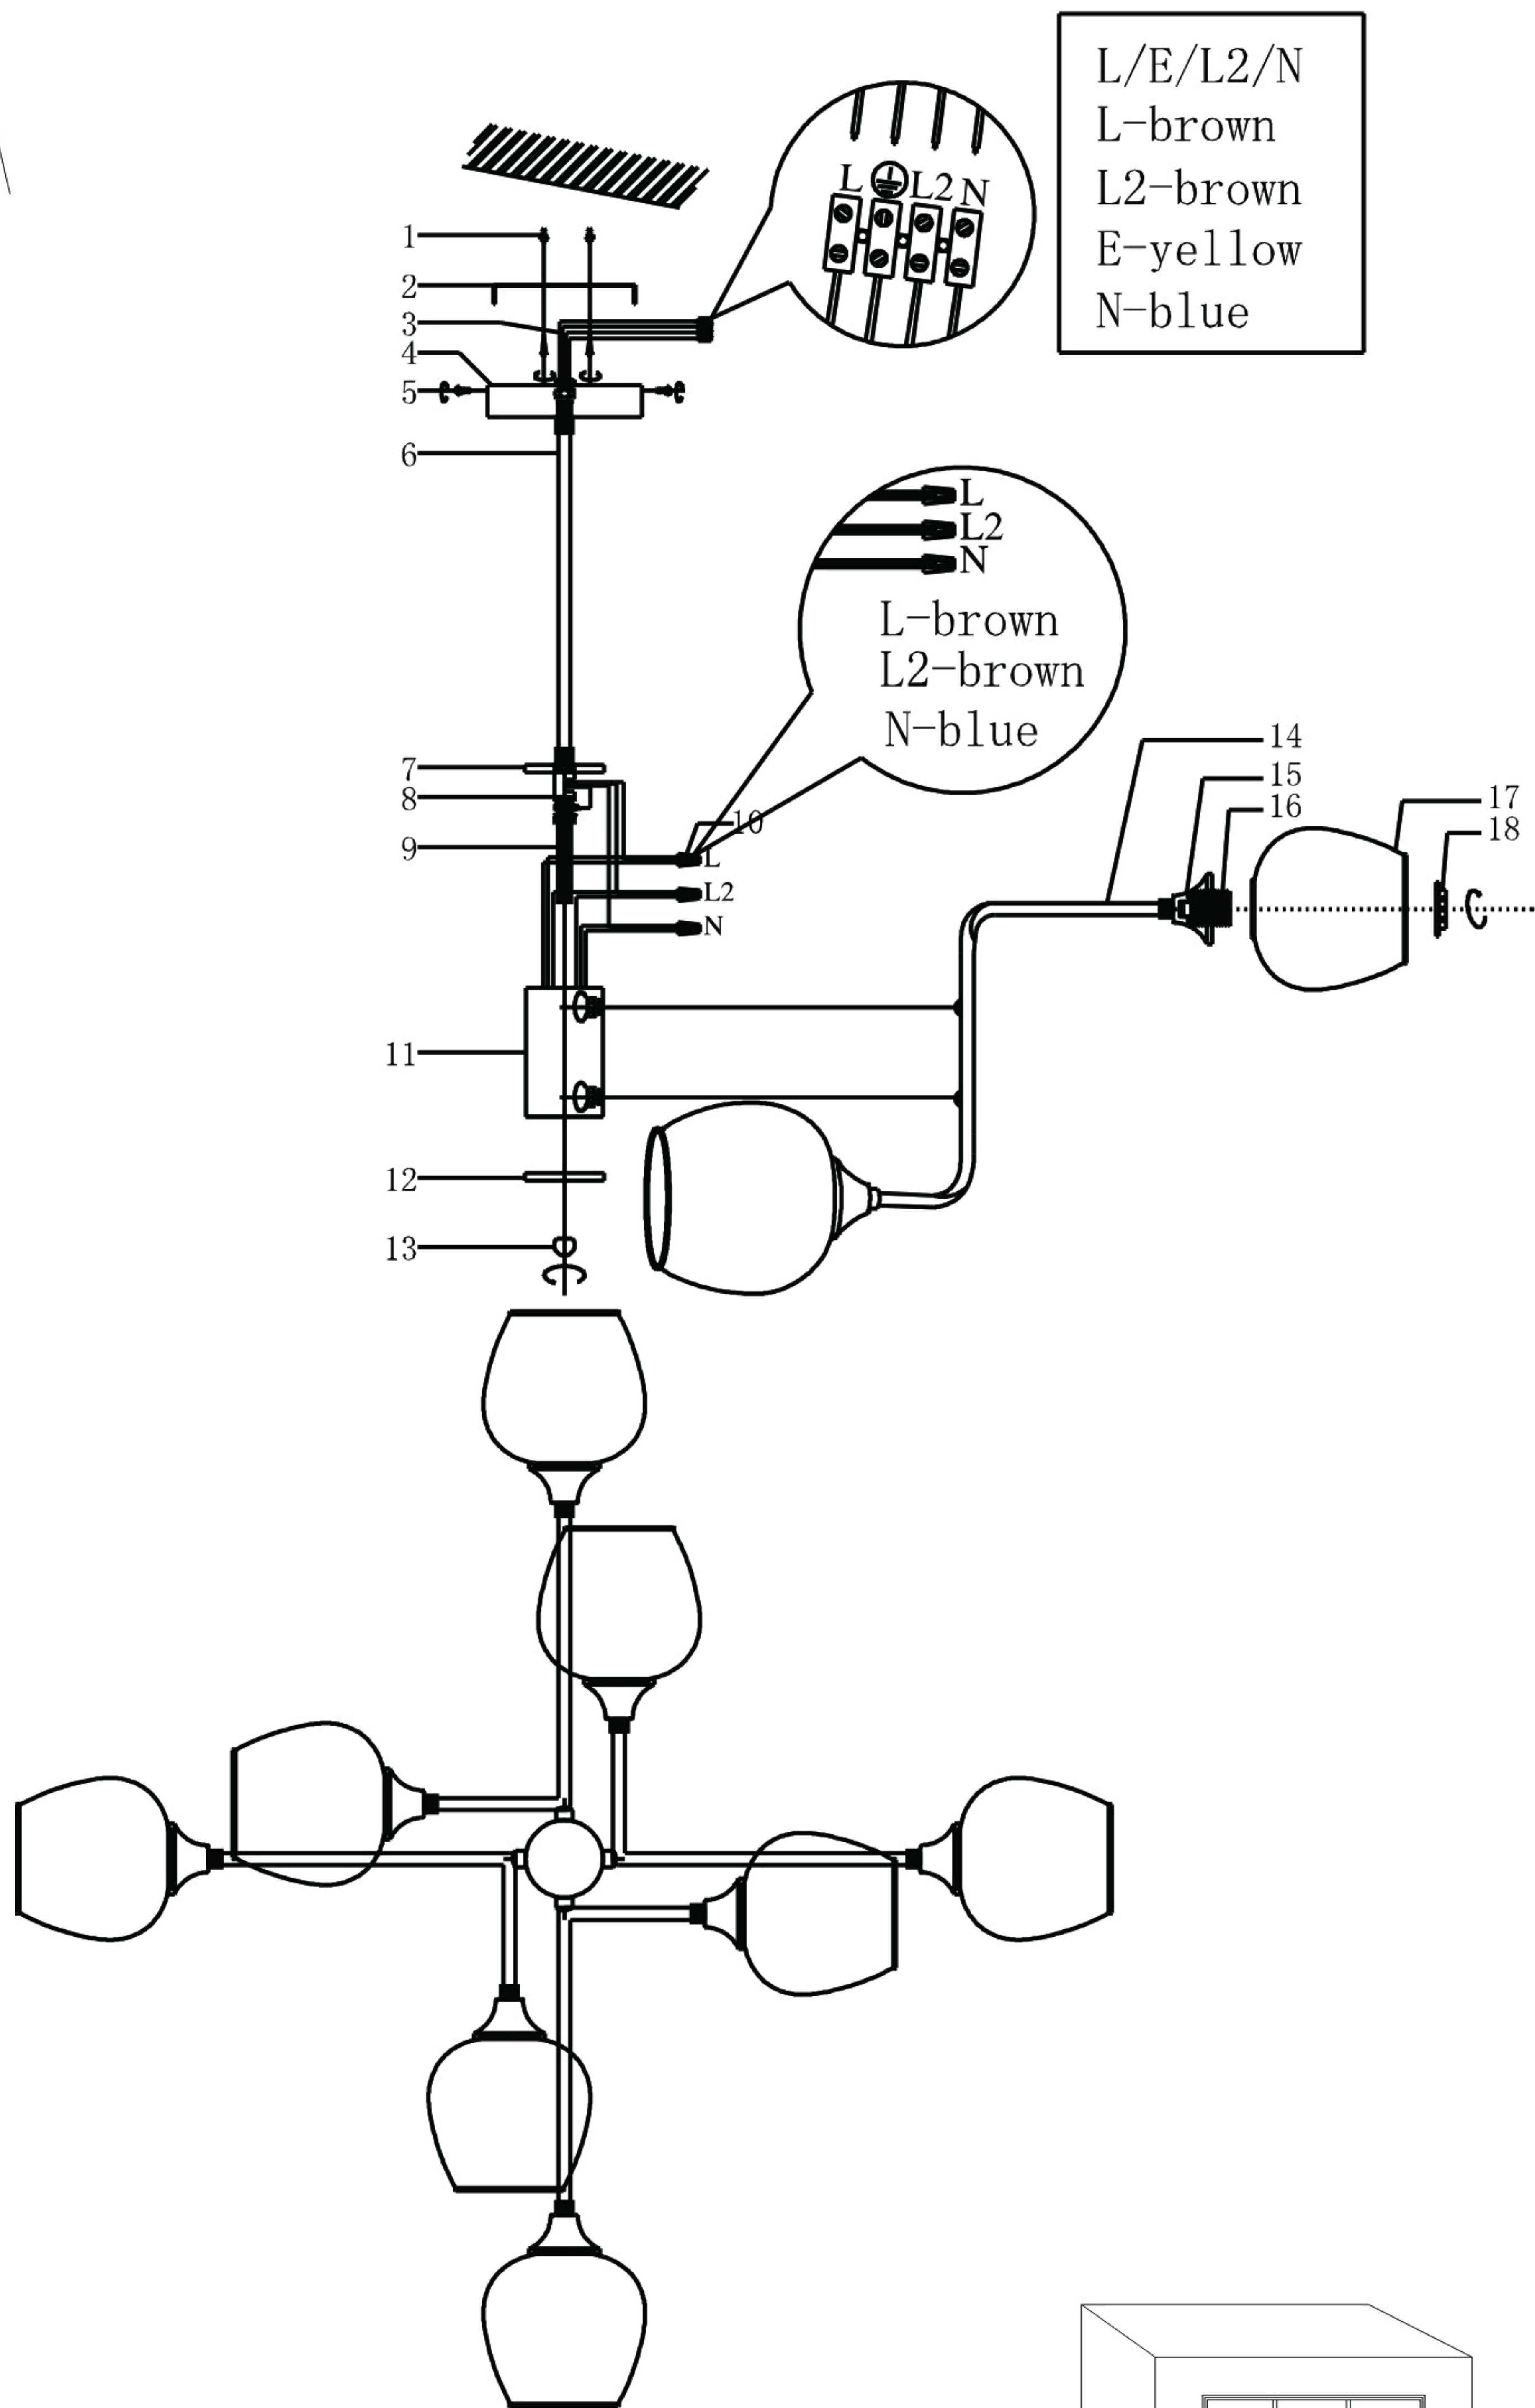 L/E/L2/N
L-brown
L2-brown
E-yellow
N-blue
L L2 N
1
2
3
4
5
6
L
L2
N
L-brown
L2-brown
N-blue
7
8
9
10
L
L2
N
11
12
13
14
15
16
17
18